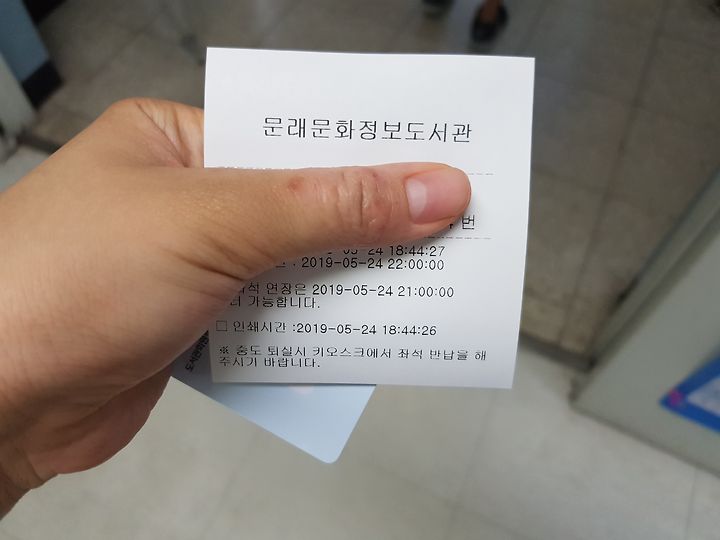 문래문화정보도서관
번
05-24 18:44:27
: 2019-05-24 22:00:00
연장은 2019-05-24 21:00:00
가능합니다.
□ 인쇄시간 :2019-05-24 18:44:26
※ 중도 퇴실시 키오스크에서 좌석 반납을 해
주시기 바랍니다.